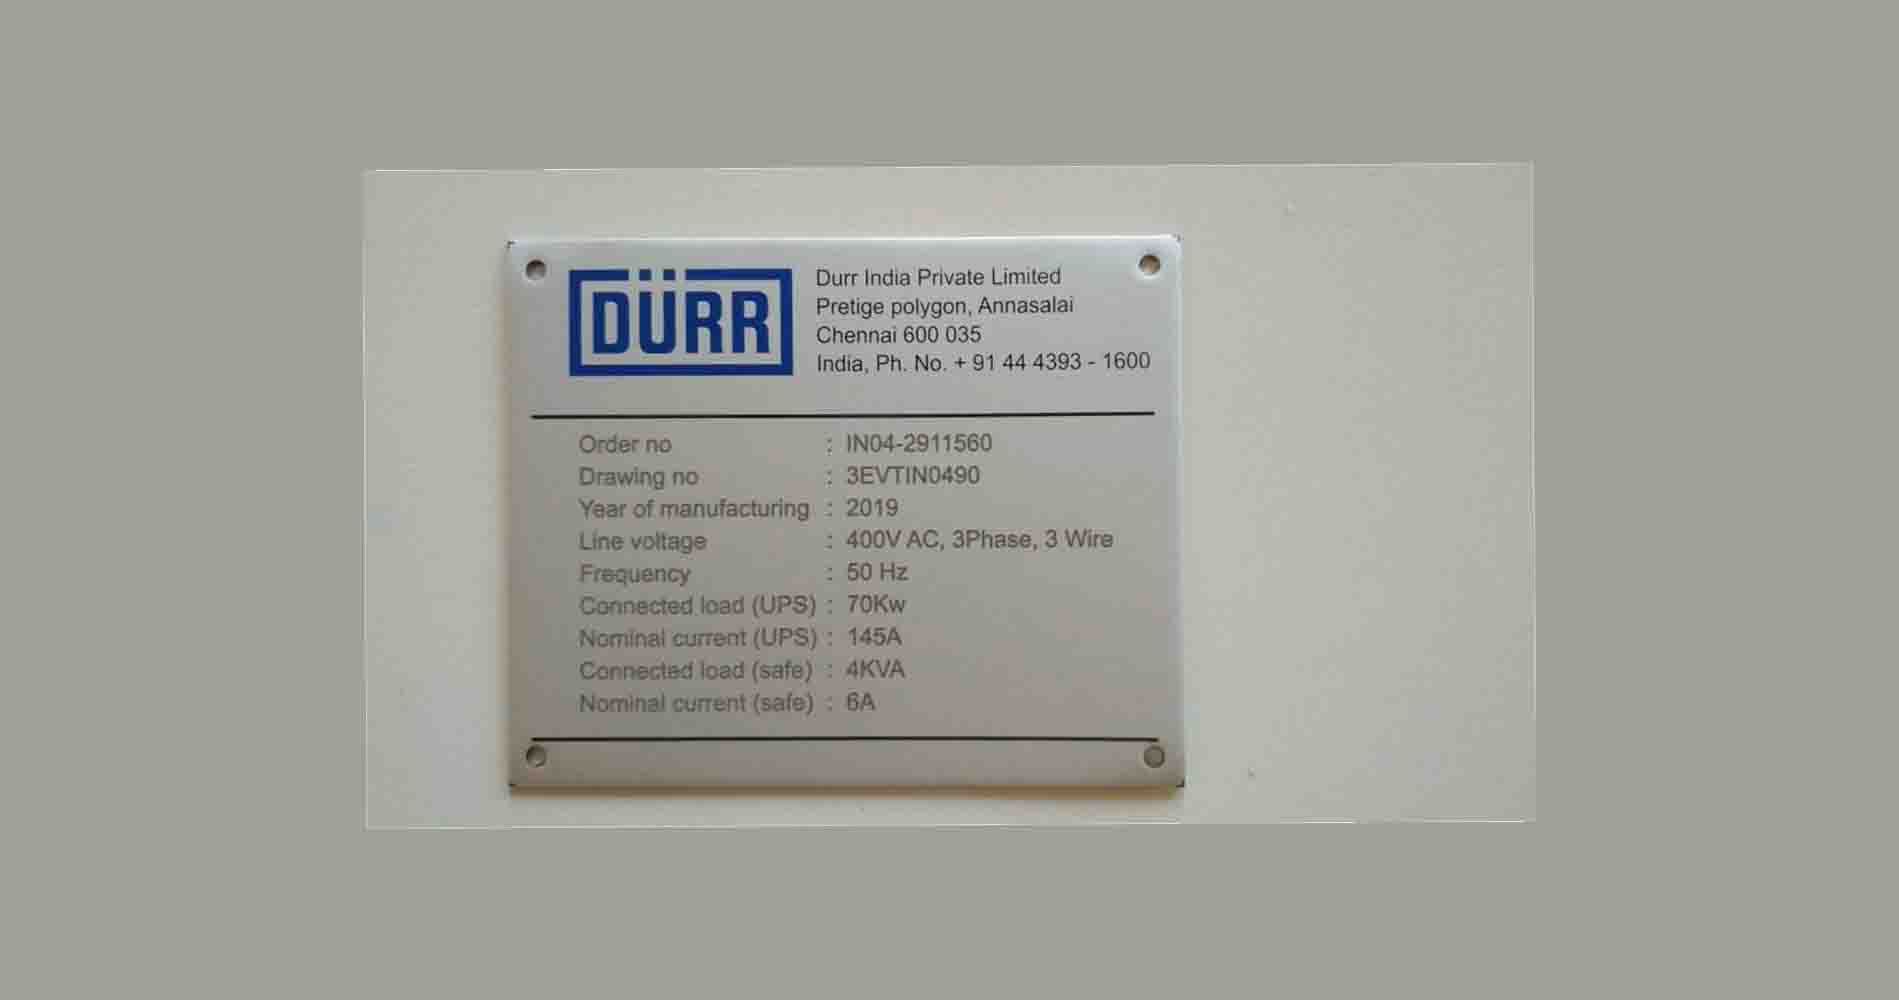 DÜRR
Durr India Private Limited
Pretige polygon, Annasalai
Chennai 600 035
India, Ph. No. + 91 44 4393 - 1600
Order no : IN04-2911560
Drawing no : 3EVTIN0490
Year of manufacturing : 2019
Line voltage : 400V AC, 3Phase, 3 Wire
Frequency : 50 Hz
Connected load (UPS) : 70Kw
Nominal current (UPS) : 145A
Connected load (safe) : 4KVA
Nominal current (safe) : 6A